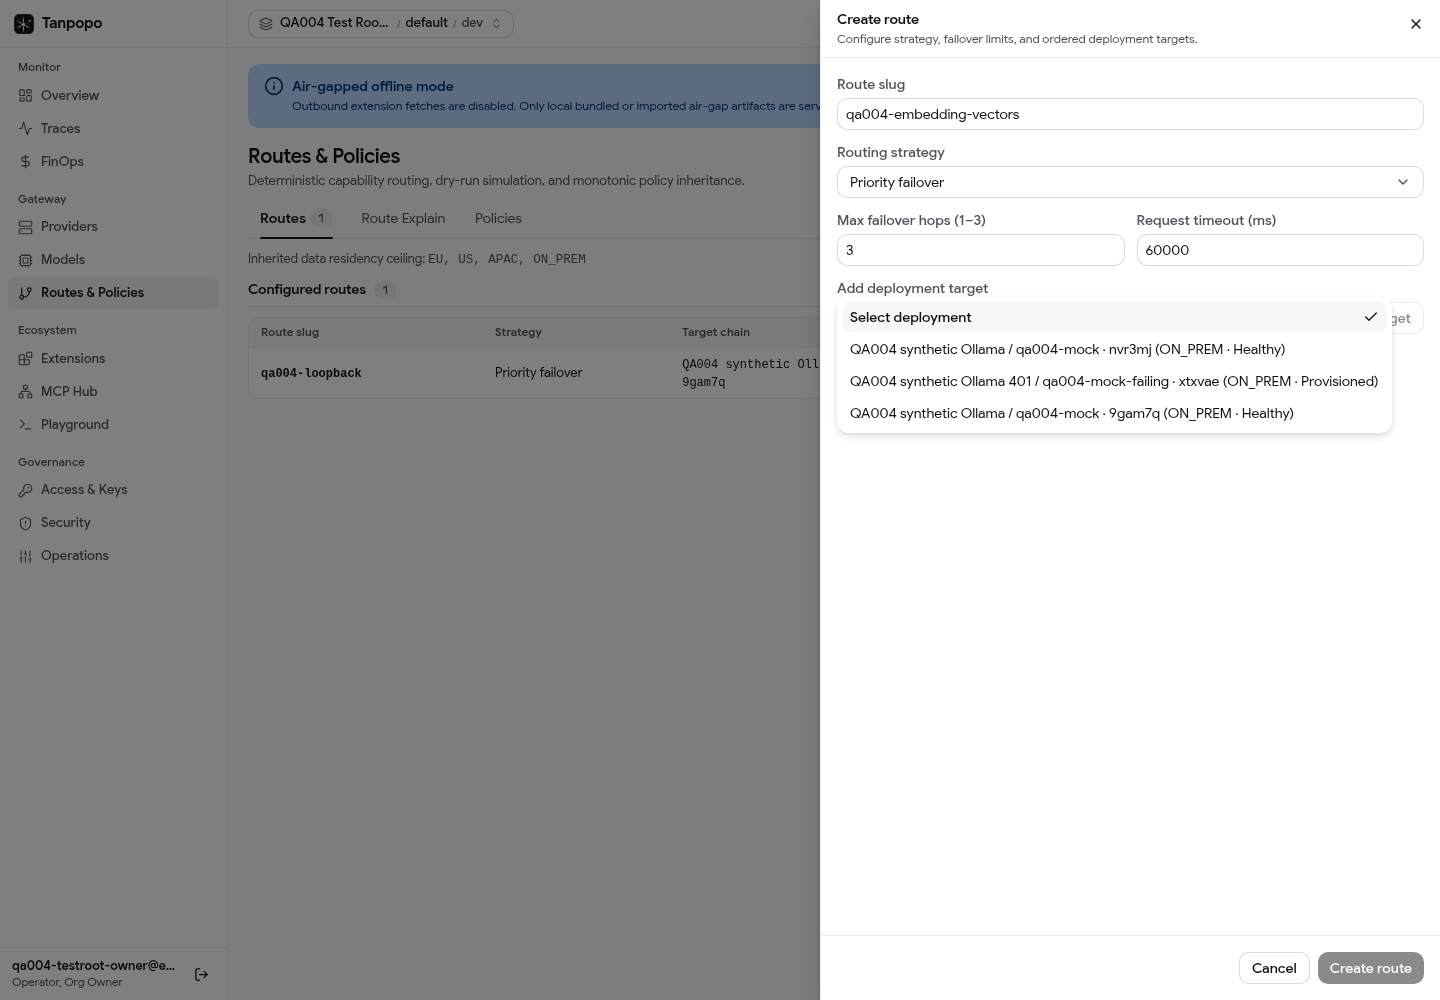 Tanpopo
Monitor
Overview
Traces
FinOps
Gateway
Providers
Models
Routes & Policies
Ecosystem
Extensions
MCP Hub
Playground
Governance
Access & Keys
Security
Operations
qa004-testroot-owner@e...
Operator, Org Owner
QA004 Test Roo... / default / dev
Air-gapped offline mode
Outbound extension fetches are disabled. Only local bundled or imported air-gap artifacts are serv
Routes & Policies
Deterministic capability routing, dry-run simulation, and monotonic policy inheritance.
Routes 1 Route Explain Policies
Inherited data residency ceiling: EU, US, APAC, ON_PREM
Configured routes 1
Route slug Strategy Target chain
qa004-loopback Priority failover QA004 synthetic Oll
9gam7q
Create route
Configure strategy, failover limits, and ordered deployment targets.
Route slug
qa004-embedding-vectors
Routing strategy
Priority failover
Max failover hops (1–3) Request timeout (ms)
3 60000
Add deployment target
Select deployment
get
QA004 synthetic Ollama / qa004-mock · nvr3mj (ON_PREM · Healthy)
QA004 synthetic Ollama 401 / qa004-mock-failing · xtxvae (ON_PREM · Provisioned)
QA004 synthetic Ollama / qa004-mock · 9gam7q (ON_PREM · Healthy)
Cancel Create route